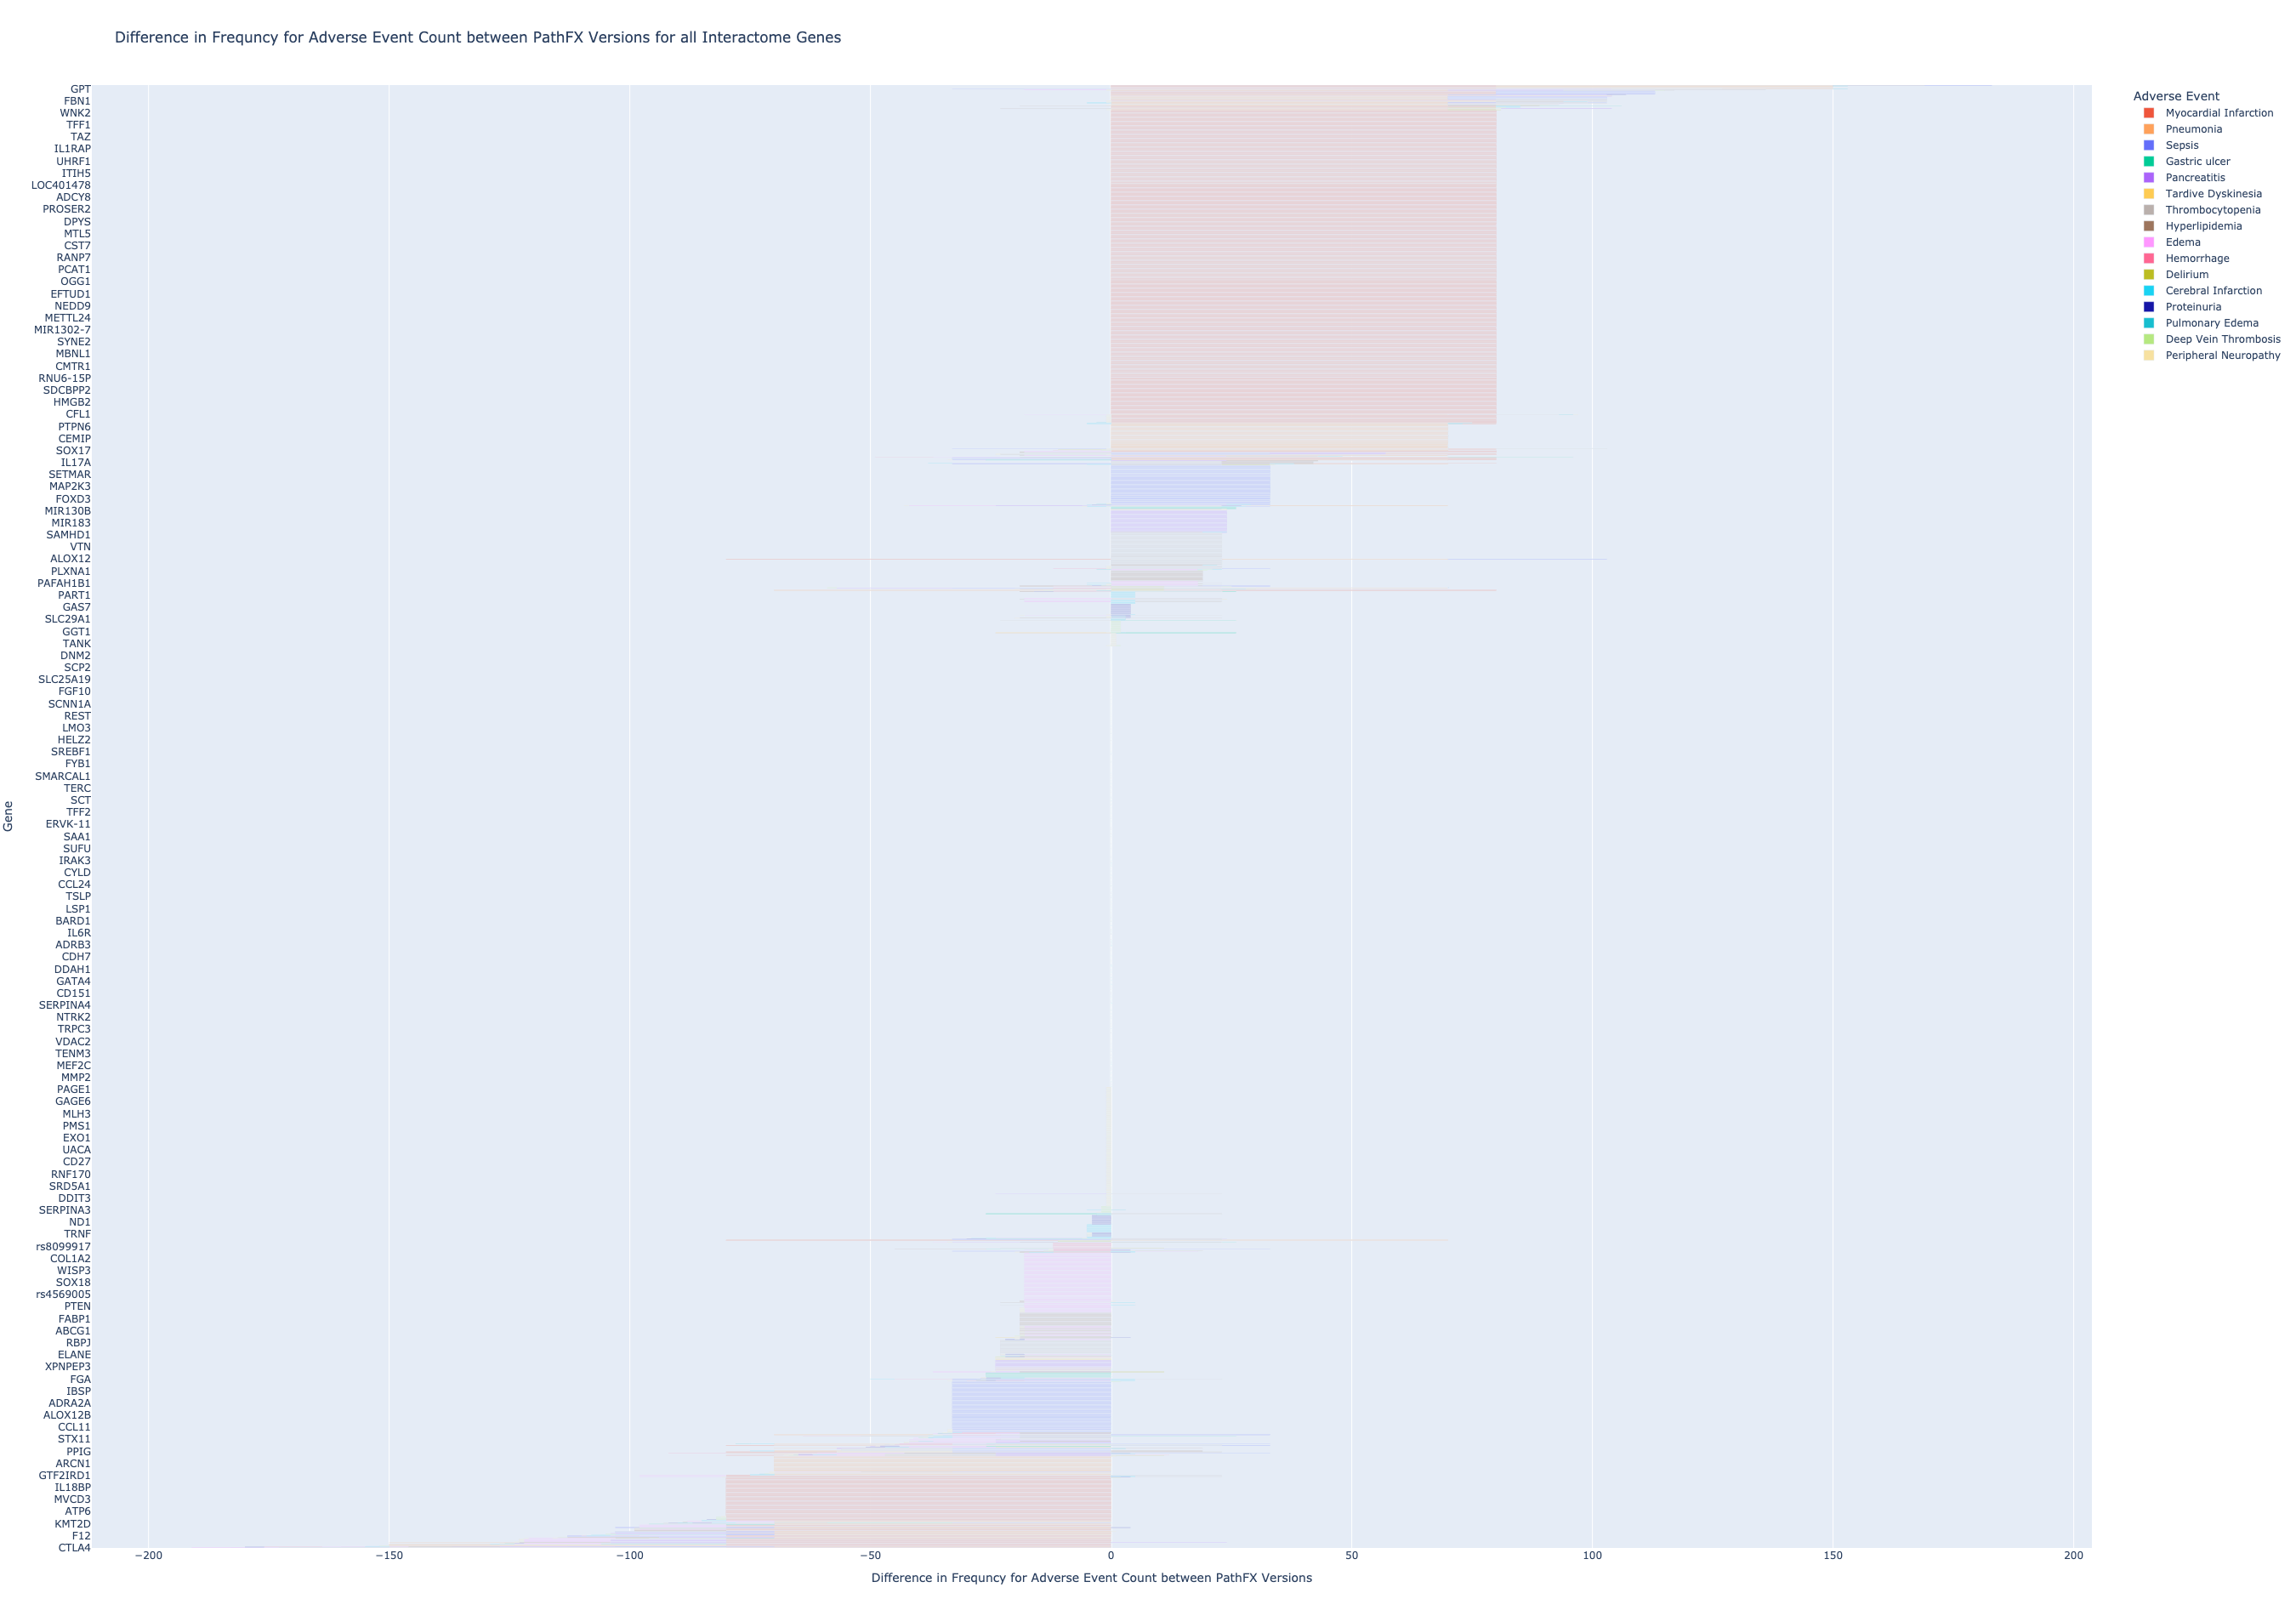 Difference in Frequncy for Adverse Event Count between PathFX Versions for all Interactome Genes
GPT
FBN1
WNK2
TFF1
TAZ
IL1RAP
UHRF1
ITIH5
LOC401478
ADCY8
PROSER2
DPYS
MTL5
CST7
RANP7
PCAT1
OGG1
EFTUD1
NEDD9
METTL24
MIR1302-7
SYNE2
MBNL1
CMTR1
RNU6-15P
SDCBPP2
HMGB2
CFL1
PTPN6
CEMIP
SOX17
IL17A
SETMAR
MAP2K3
FOXD3
MIR130B
MIR183
SAMHD1
VTN
ALOX12
PLXNA1
PAFAH1B1
PART1
GAS7
SLC29A1
GGT1
TANK
DNM2
SCP2
SLC25A19
FGF10
SCNN1A
REST
LMO3
HELZ2
SREBF1
FYB1
SMARCAL1
TERC
SCT
TFF2
ERVK-11
SAA1
SUFU
IRAK3
CYLD
CCL24
TSLP
LSP1
BARD1
IL6R
ADRB3
CDH7
DDAH1
GATA4
CD151
SERPINA4
NTRK2
TRPC3
VDAC2
TENM3
MEF2C
MMP2
PAGE1
GAGE6
MLH3
PMS1
EXO1
UACA
CD27
RNF170
SRD5A1
DDIT3
SERPINA3
ND1
TRNF
rs8099917
COL1A2
WISP3
SOX18
rs4569005
PTEN
FABP1
ABCG1
RBPJ
ELANE
XPNPEP3
FGA
IBSP
ADRA2A
ALOX12B
CCL11
STX11
PPIG
ARCN1
GTF2IRD1
IL18BP
MVCD3
ATP6
KMT2D
F12
CTLA4
Gene
−200 −150 −100 −50 0 50 100 150 200
Difference in Frequncy for Adverse Event Count between PathFX Versions
Adverse Event
Myocardial Infarction
Pneumonia
Sepsis
Gastric ulcer
Pancreatitis
Tardive Dyskinesia
Thrombocytopenia
Hyperlipidemia
Edema
Hemorrhage
Delirium
Cerebral Infarction
Proteinuria
Pulmonary Edema
Deep Vein Thrombosis
Peripheral Neuropathy